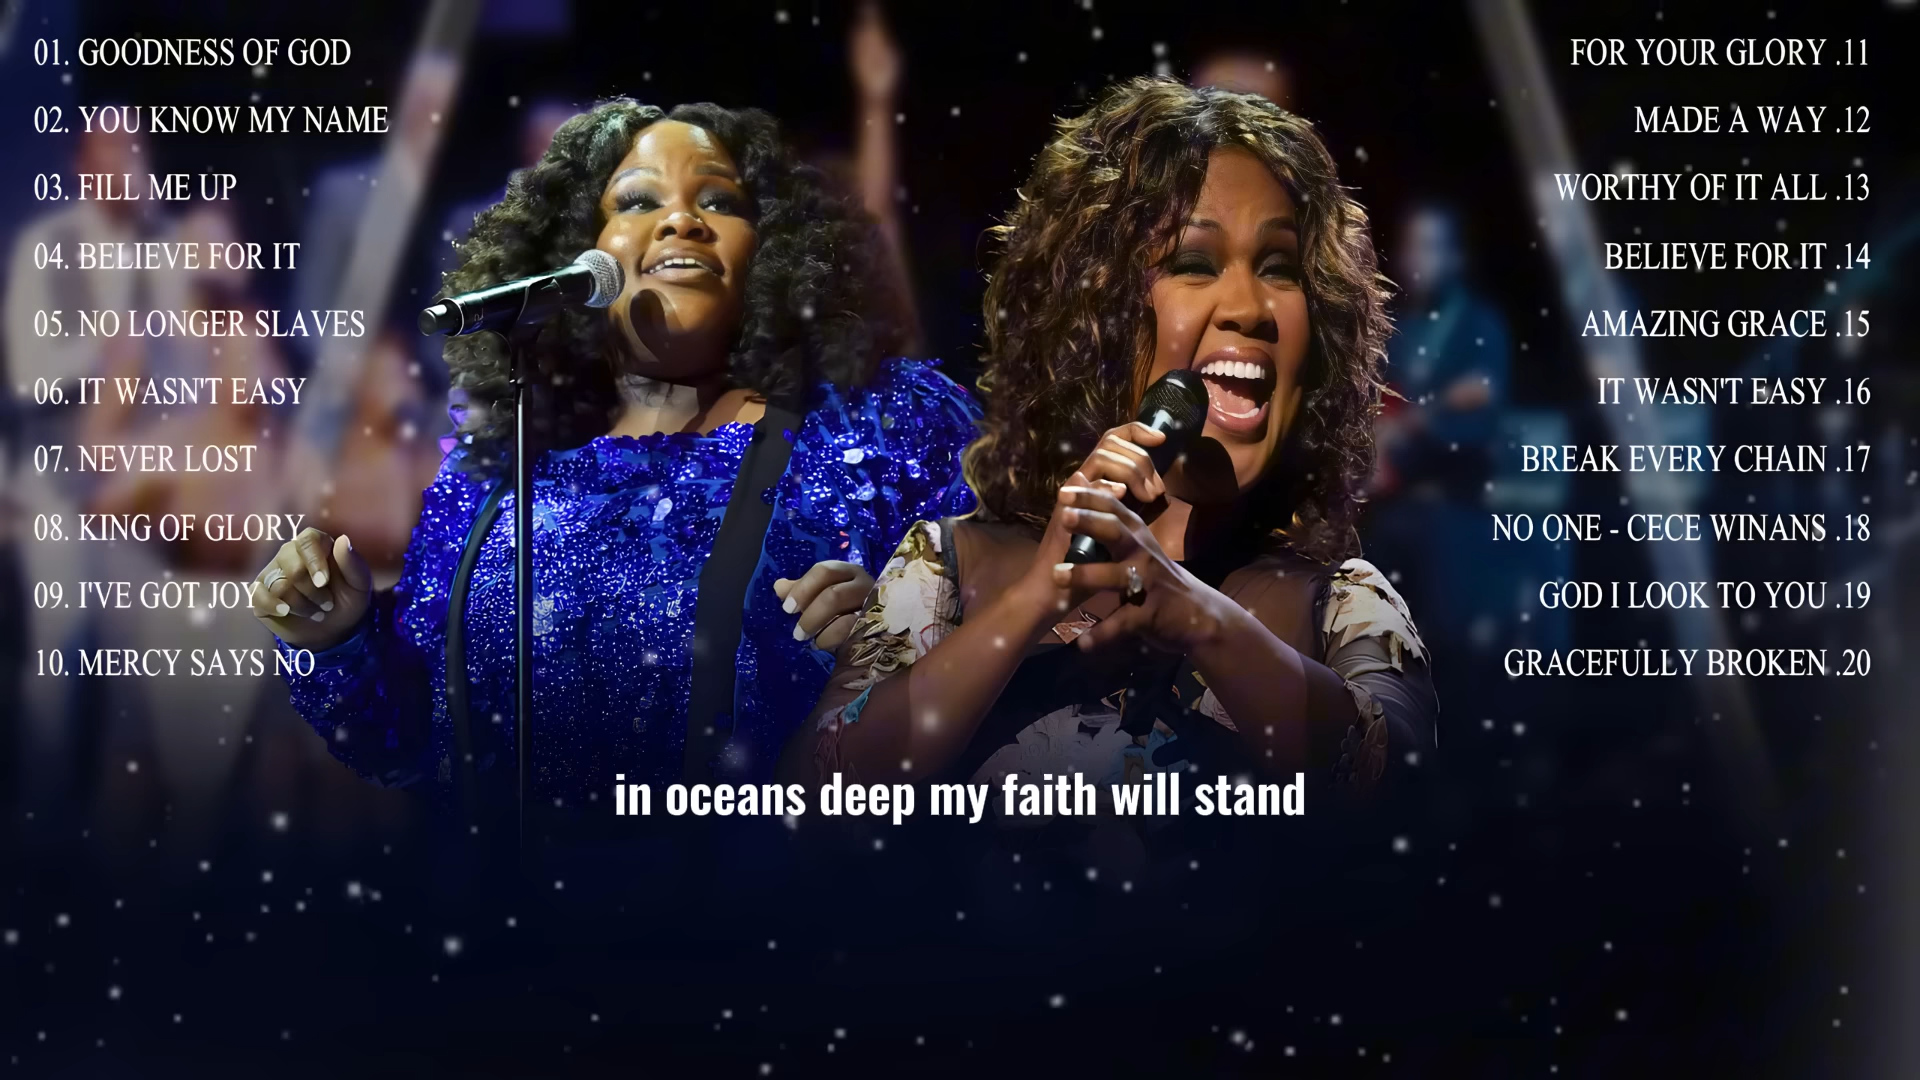 01. GOODNESS OF GOD
02. YOU KNOW MY NAME
03. FILL ME UP
04. BELIEVE FOR IT
05. NO LONGER SLAVES
06. IT WASN'T EASY
07. NEVER LOST
08. KING OF GLORY
09. I'VE GOT JOY
10. MERCY SAYS NO
FOR YOUR GLORY .11
MADE A WAY .12
WORTHY OF IT ALL .13
BELIEVE FOR IT .14
AMAZING GRACE .15
IT WASN'T EASY .16
BREAK EVERY CHAIN .17
NO ONE - CECE WINANS .18
GOD I LOOK TO YOU .19
GRACEFULLY BROKEN .20
in oceans deep my faith will stand